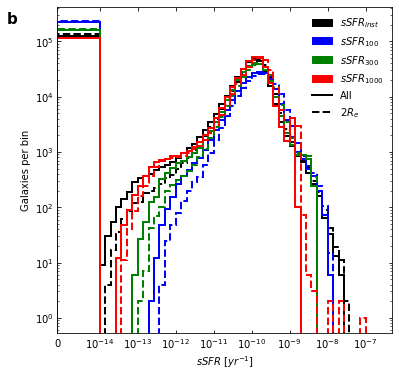 b
sSFR_inst
sSFR_100
sSFR_300
sSFR_1000
All
2R_e
Galaxies per bin
10^5
10^4
10^3
10^2
10^1
10^0
0 10^-14 10^-13 10^-12 10^-11 10^-10 10^-9 10^-8 10^-7
sSFR [yr^-1]